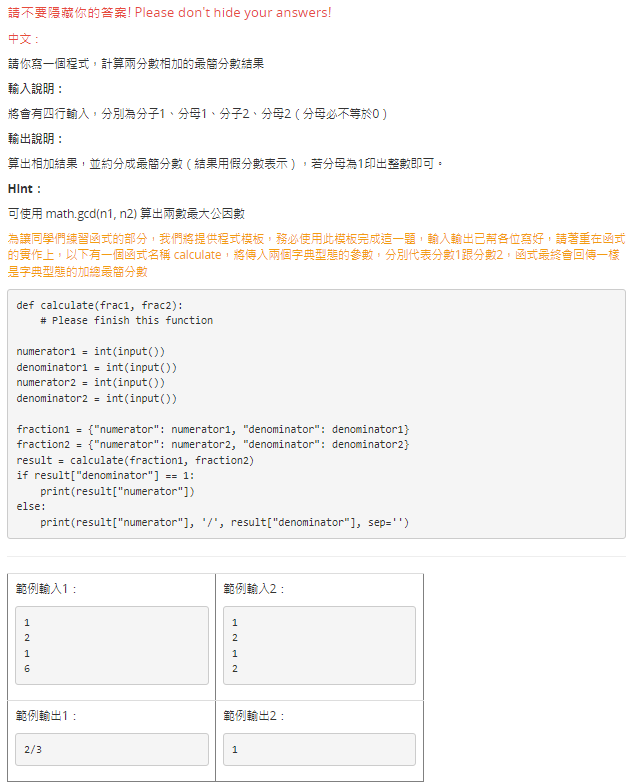 請不要隱藏你的答案! Please don't hide your answers!
中文：
請你寫一個程式，計算兩分數相加的最簡分數結果
輸入說明：
將會有四行輸入，分別為分子1、分母1、分子2、分母2 ( 分母必不等於0 )
輸出說明：
算出相加結果，並約分成最簡分數 ( 結果用假分數表示 ) ，若分母為1印出整數即可。
Hint：
可使用 math.gcd(n1, n2) 算出兩數最大公因數
為讓同學們練習函式的部分，我們將提供程式模板，務必使用此模板完成這一題，輸入輸出已幫各位寫好，請著重在函式
的實作上，以下有一個函式名稱 calculate，將傳入兩個字典型態的參數，分別代表分數1跟分數2，函式最終會回傳一樣
是字典型態的加總最簡分數
def calculate(frac1, frac2):
    # Please finish this function
numerator1 = int(input())
denominator1 = int(input())
numerator2 = int(input())
denominator2 = int(input())
fraction1 = {"numerator": numerator1, "denominator": denominator1}
fraction2 = {"numerator": numerator2, "denominator": denominator2}
result = calculate(fraction1, fraction2)
if result["denominator"] == 1:
    print(result["numerator"])
else:
    print(result["numerator"], '/', result["denominator"], sep='')
範例輸入1：
1
2
1
6
範例輸入2：
1
2
1
2
範例輸出1：
2/3
範例輸出2：
1